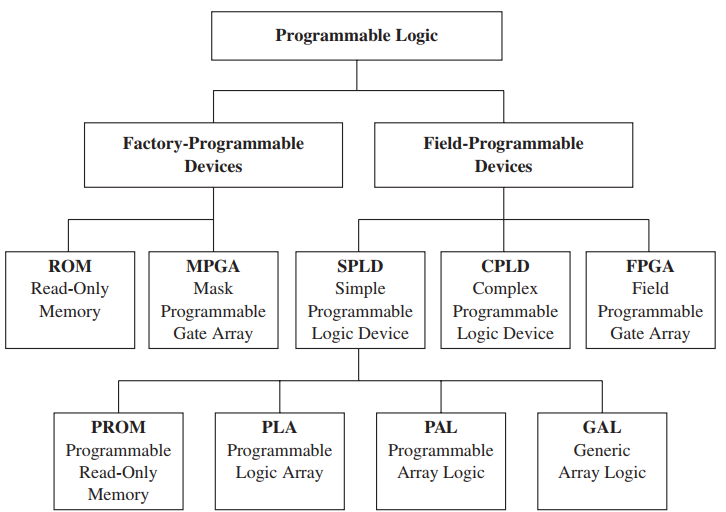 Programmable Logic
Factory-Programmable
Devices
Field-Programmable
Devices
ROM
Read-Only
Memory
MPGA
Mask
Programmable
Gate Array
SPLD
Simple
Programmable
Logic Device
CPLD
Complex
Programmable
Logic Device
FPGA
Field
Programmable
Gate Array
PROM
Programmable
Read-Only
Memory
PLA
Programmable
Logic Array
PAL
Programmable
Array Logic
GAL
Generic
Array Logic